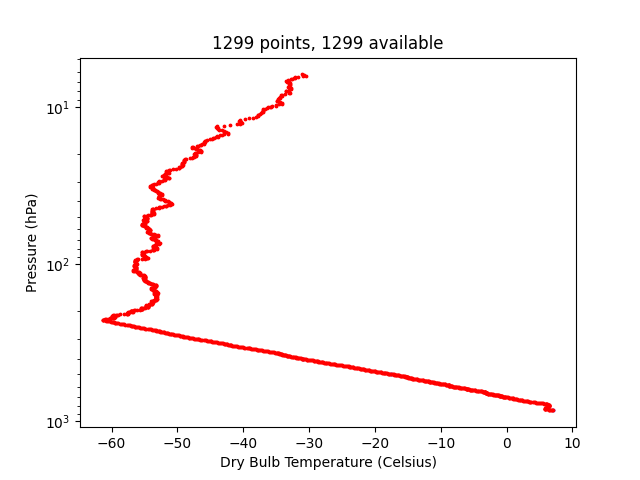 1299 points, 1299 available
10¹
10²
10³
Pressure (hPa)
−60 −50 −40 −30 −20 −10 0 10
Dry Bulb Temperature (Celsius)